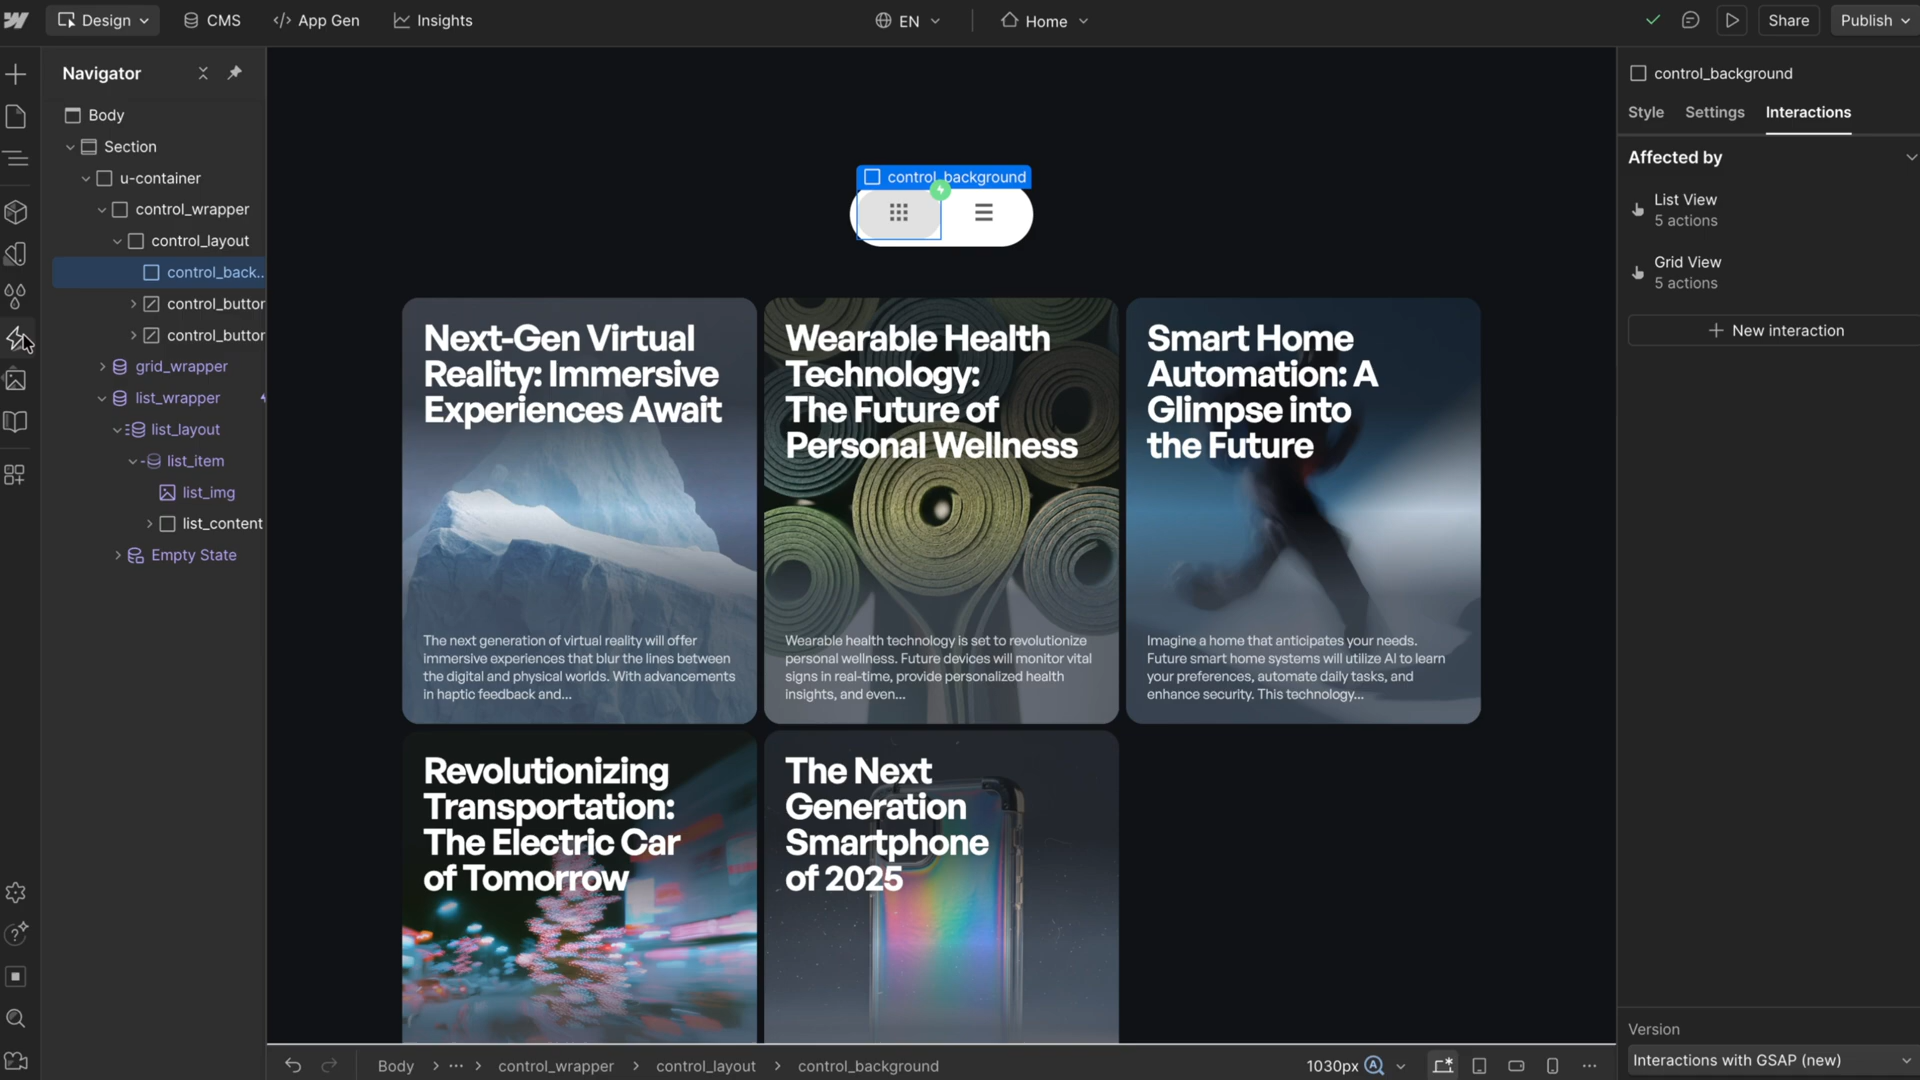 Design
CMS
App Gen
Insights
EN
Home
Share
Publish
Navigator
Body
Section
u-container
control_wrapper
control_layout
control_back..
control_button
control_button
grid_wrapper
list_wrapper
list_layout
list_item
list_img
list_content
Empty State
control_background
Next-Gen Virtual
Reality: Immersive
Experiences Await
The next generation of virtual reality will offer
immersive experiences that blur the lines between
the digital and physical worlds. With advancements
in haptic feedback and...
Wearable Health
Technology:
The Future of
Personal Wellness
Wearable health technology is set to revolutionize
personal wellness. Future devices will monitor vital
signs in real-time, provide personalized health
insights, and even...
Smart Home
Automation: A
Glimpse into
the Future
Imagine a home that anticipates your needs.
Future smart home systems will utilize AI to learn
your preferences, automate daily tasks, and
enhance security. This technology...
Revolutionizing
Transportation:
The Electric Car
of Tomorrow
The Next
Generation
Smartphone
of 2025
control_background
Style
Settings
Interactions
Affected by
List View
5 actions
Grid View
5 actions
New interaction
Version
Interactions with GSAP (new)
Body > ... > control_wrapper > control_layout > control_background
1030px